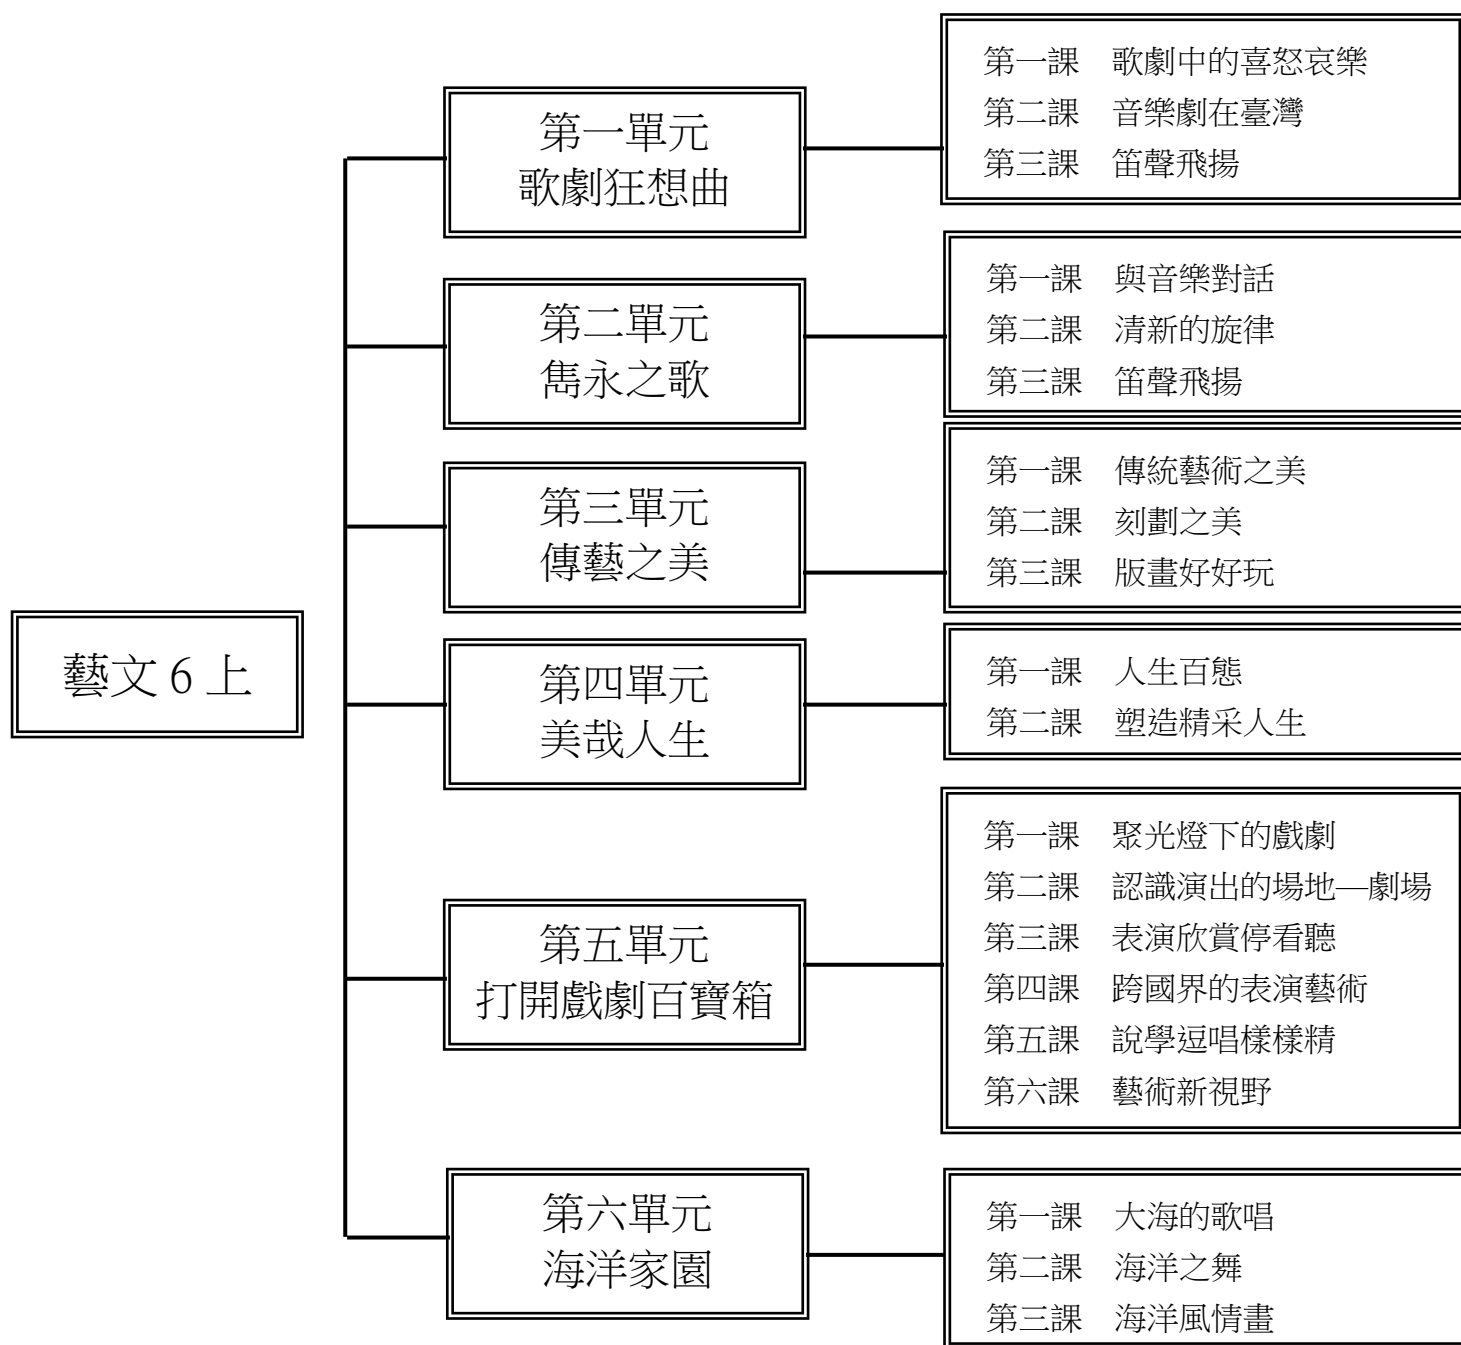 藝文6上
第一單元
歌劇狂想曲
第一課 歌劇中的喜怒哀樂
第二課 音樂劇在臺灣
第三課 笛聲飛揚
第二單元
雋永之歌
第一課 與音樂對話
第二課 清新的旋律
第三課 笛聲飛揚
第三單元
傳藝之美
第一課 傳統藝術之美
第二課 刻劃之美
第三課 版畫好好玩
第四單元
美哉人生
第一課 人生百態
第二課 塑造精采人生
第五單元
打開戲劇百寶箱
第一課 聚光燈下的戲劇
第二課 認識演出的場地—劇場
第三課 表演欣賞停看聽
第四課 跨國界的表演藝術
第五課 說學逗唱樣樣精
第六課 藝術新視野
第六單元
海洋家園
第一課 大海的歌唱
第二課 海洋之舞
第三課 海洋風情畫